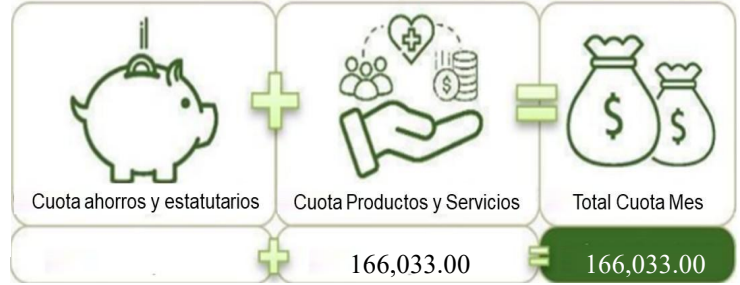 $
$
$
Cuota ahorros y estatutarios
Cuota Productos y Servicios
Total Cuota Mes
166,033.00
166,033.00